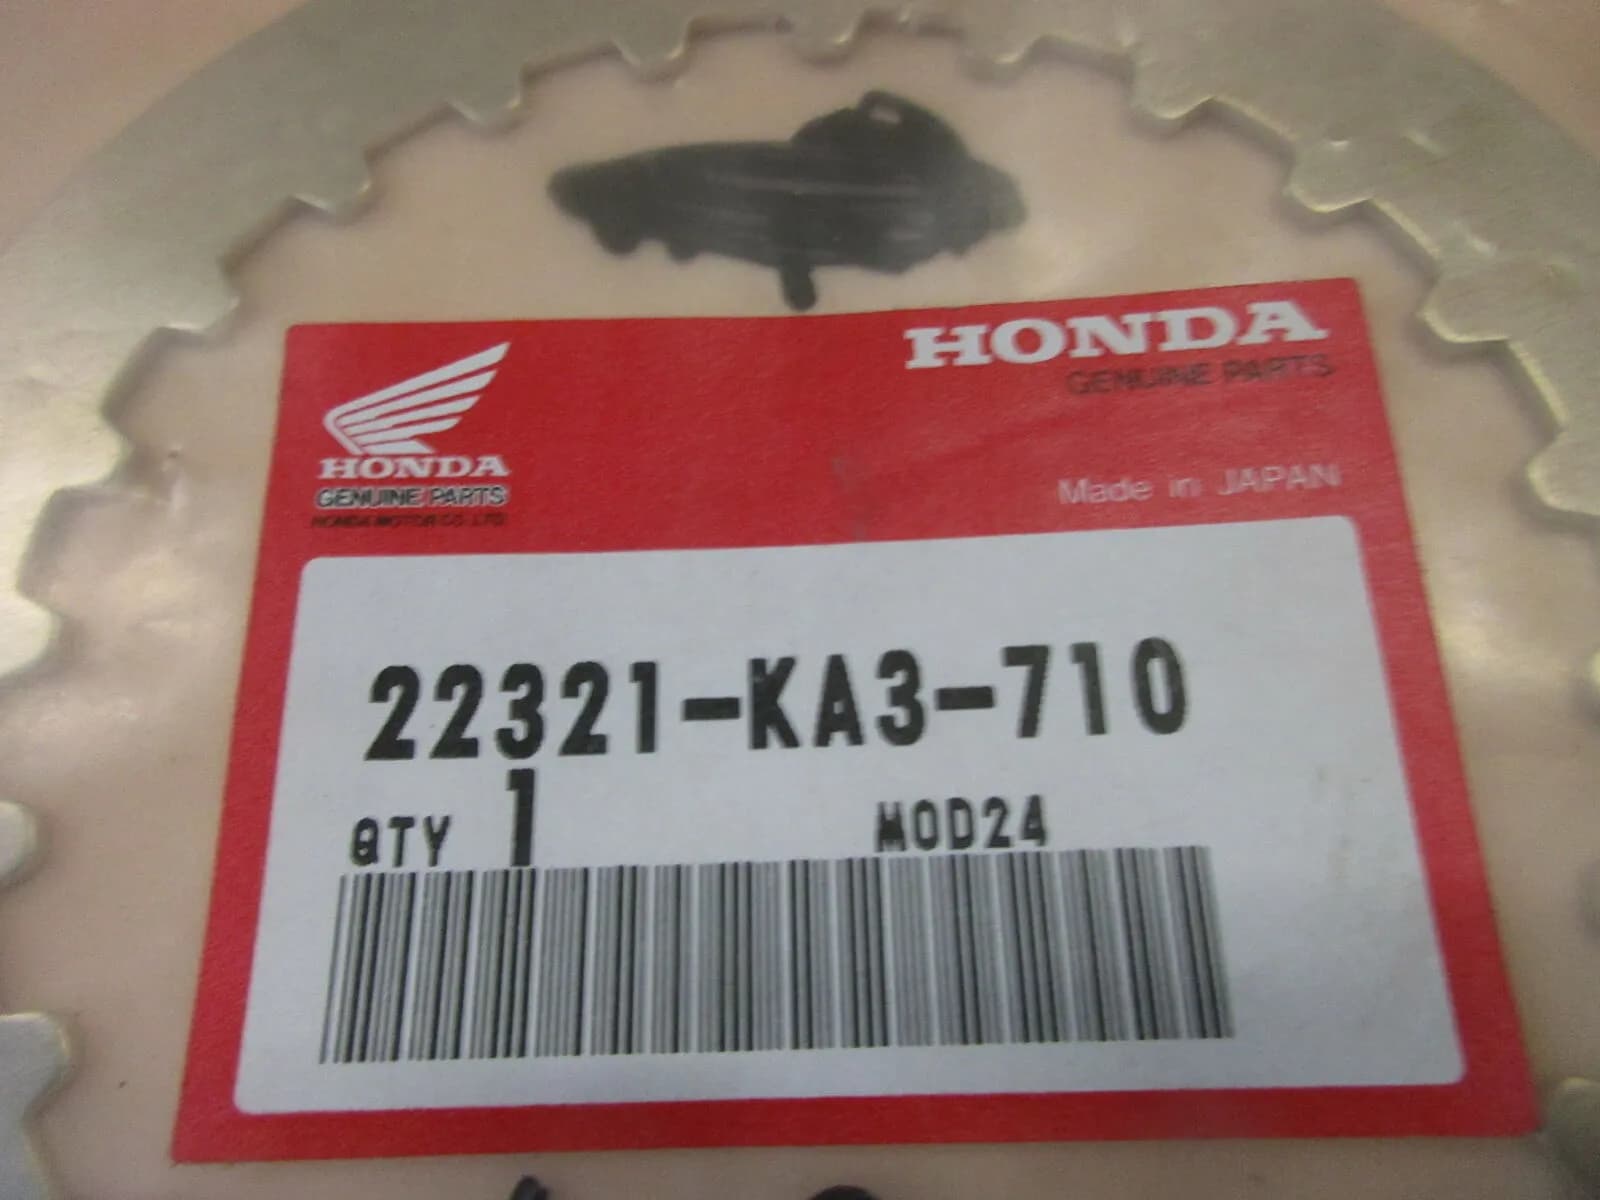 HONDA
GENUINE PARTS
HONDA MOTOR CO., LTD.
HONDA
GENUINE PARTS
Made in JAPAN
22321-KA3-710
QTY 1 MOD24